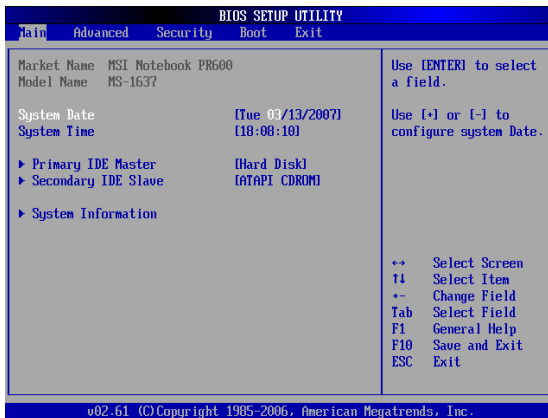 BIOS SETUP UTILITY
Main Advanced Security Boot Exit
Market Name MSI Notebook PR600
Model Name MS-1637
System Date [Tue 03/13/2007]
System Time [18:08:10]
▶ Primary IDE Master [Hard Disk]
▶ Secondary IDE Slave [ATAPI CDROM]
▶ System Information
Use [ENTER] to select
a field.
Use [+] or [-] to
configure system Date.
↔ Select Screen
↑↓ Select Item
+- Change Field
Tab Select Field
F1 General Help
F10 Save and Exit
ESC Exit
v02.61 (C)Copyright 1985-2006, American Megatrends, Inc.